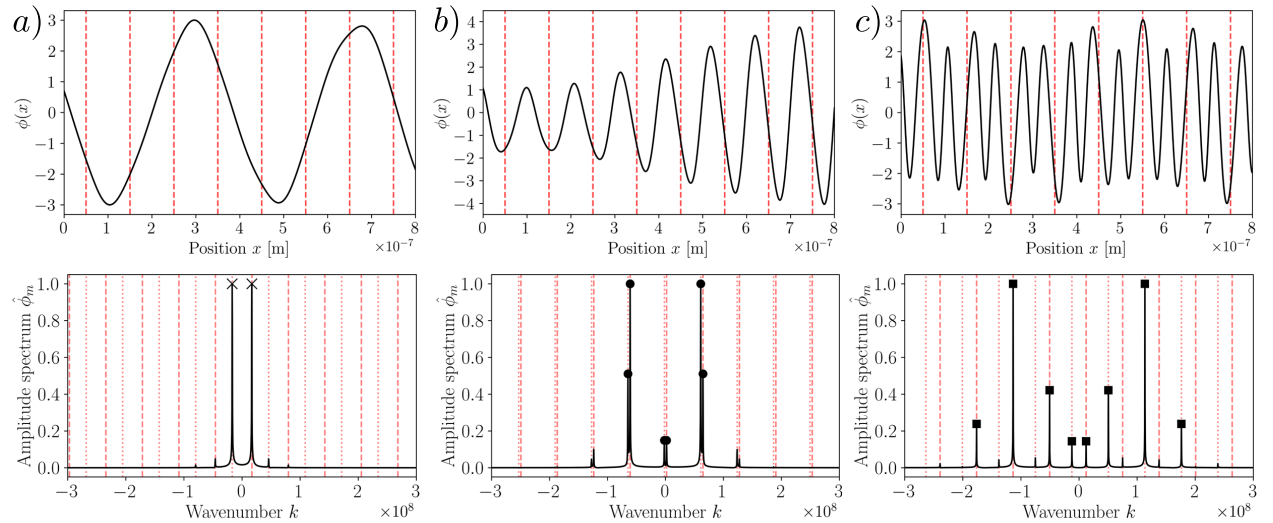 a)
3
2
1
0
−1
−2
−3
ϕ(x)
0 1 2 3 4 5 6 7 8
Position x [m]
×10⁻⁷
b)
4
3
2
1
0
−1
−2
−3
−4
ϕ(x)
0 1 2 3 4 5 6 7 8
Position x [m]
×10⁻⁷
c)
3
2
1
0
−1
−2
−3
ϕ(x)
0 1 2 3 4 5 6 7 8
Position x [m]
×10⁻⁷
1.0
0.8
0.6
0.4
0.2
0.0
Amplitude spectrum ϕ̂ₘ
−3 −2 −1 0 1 2 3
Wavenumber k
×10⁸
1.0
0.8
0.6
0.4
0.2
0.0
Amplitude spectrum ϕ̂ₘ
−3 −2 −1 0 1 2 3
Wavenumber k
×10⁸
1.0
0.8
0.6
0.4
0.2
0.0
Amplitude spectrum ϕ̂ₘ
−3 −2 −1 0 1 2 3
Wavenumber k
×10⁸